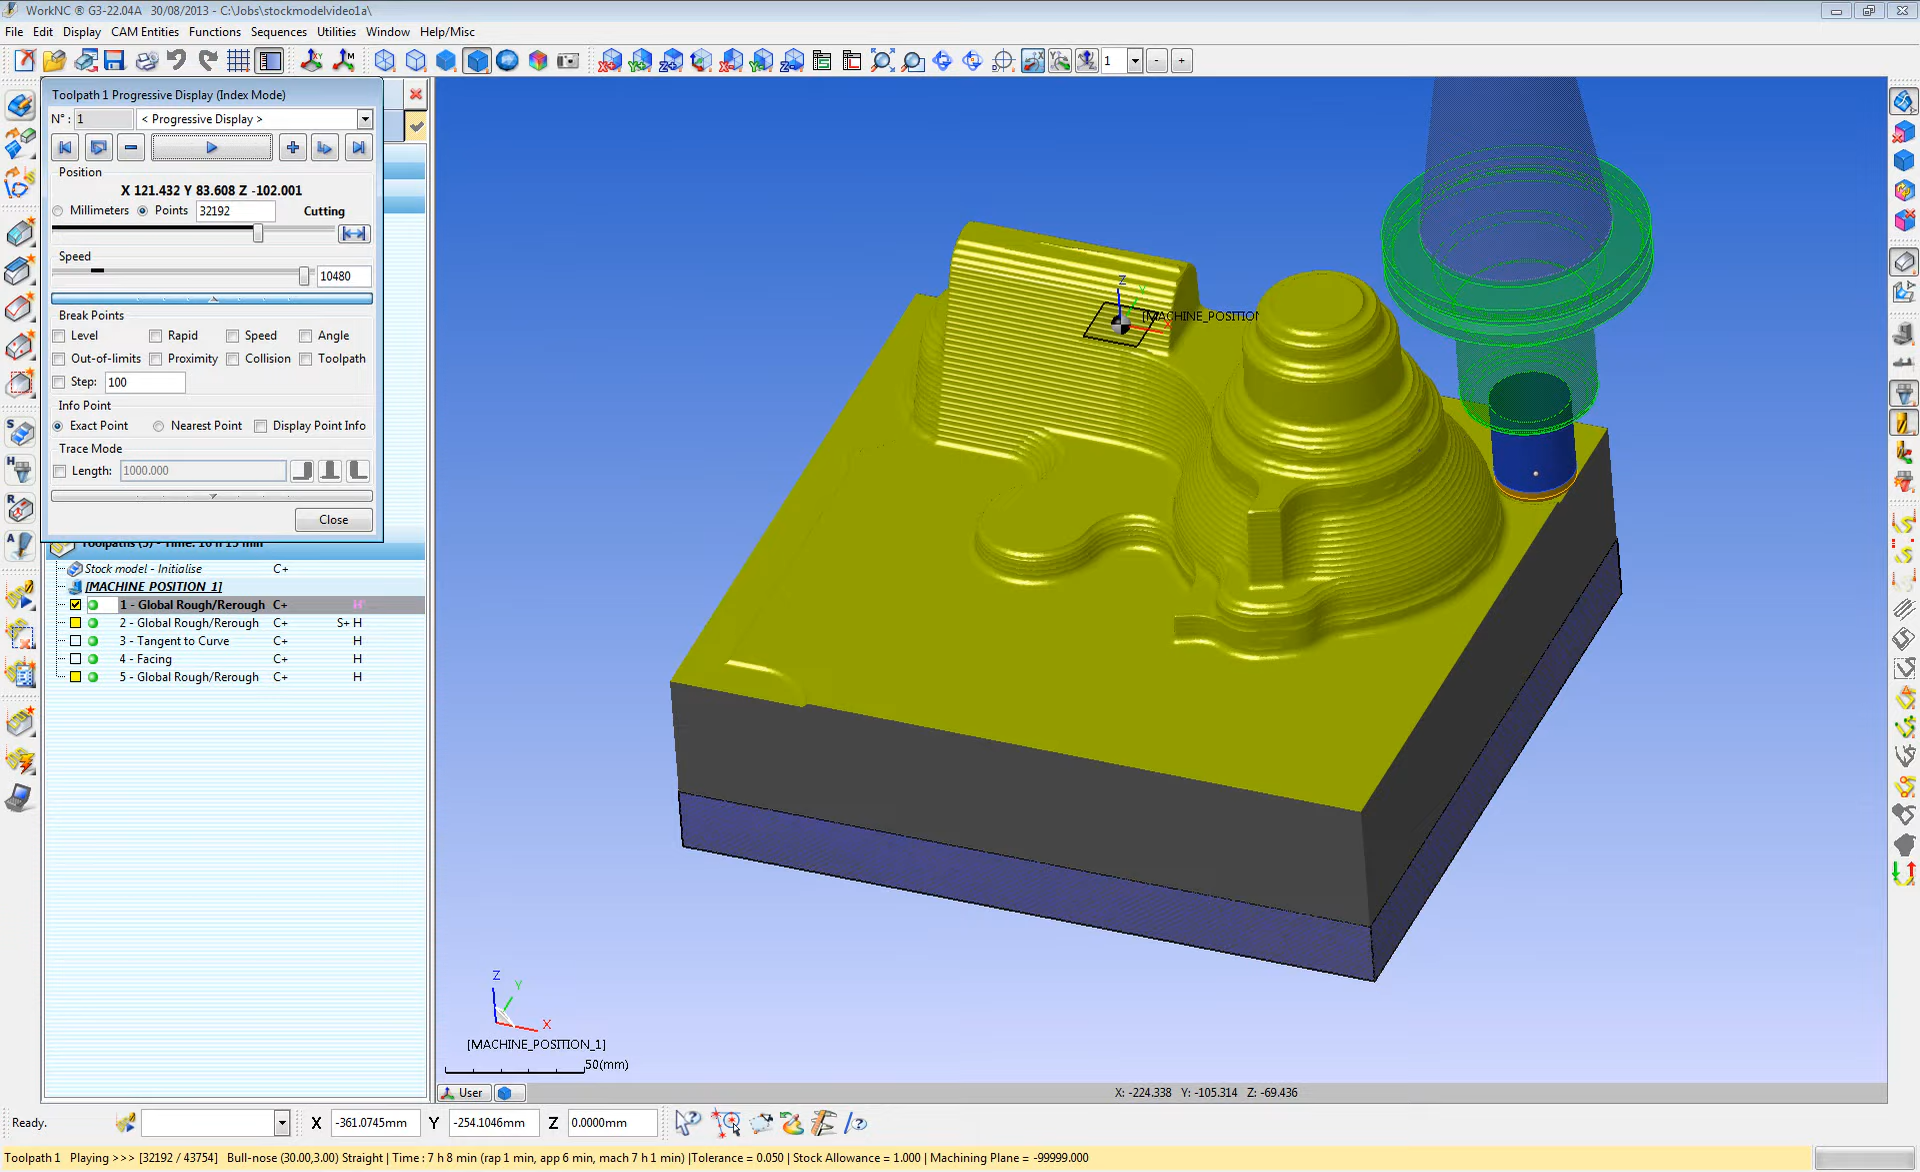 WorkNC ® G3-22.04A 30/08/2013 - C:\Jobs\stockmodelvideo1a\
File Edit Display CAM Entities Functions Sequences Utilities Window Help/Misc
1 - +
Toolpath 1 Progressive Display (Index Mode)
N° : 1 < Progressive Display >
Position
X 121.432 Y 83.608 Z -102.001
Millimeters Points 32192 Cutting
Speed
10480
Break Points
Level Rapid Speed Angle
Out-of-limits Proximity Collision Toolpath
Step: 100
Info Point
Exact Point Nearest Point Display Point Info
Trace Mode
Length: 1000.000
Close
Stock model - Initialise C+
[MACHINE POSITION 1]
1 - Global Rough/Rerough C+ H
2 - Global Rough/Rerough C+ S+ H
3 - Tangent to Curve C+ H
4 - Facing C+ H
5 - Global Rough/Rerough C+ H
Z
[MACHINE_POSITION
Z
Y
X
[MACHINE_POSITION_1]
50(mm)
User
X: -224.338 Y: -105.314 Z: -69.436
Ready. X -361.0745mm Y -254.1046mm Z 0.0000mm
Toolpath 1 Playing >>> [32192 / 43754] Bull-nose (30.00,3.00) Straight | Time : 7 h 8 min (rap 1 min, app 6 min, mach 7 h 1 min) |Tolerance = 0.050 | Stock Allowance = 1.000 | Machining Plane = -99999.000